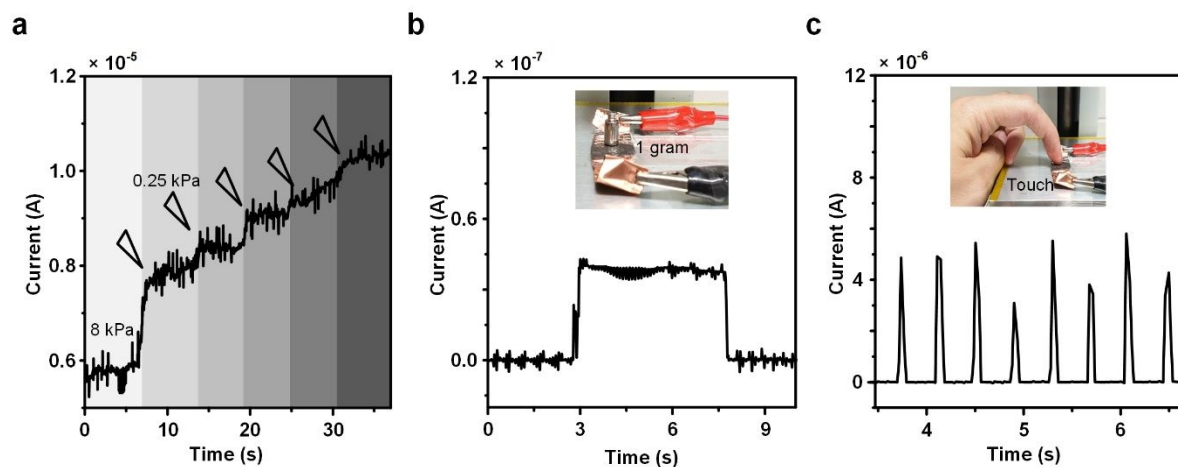 a
× 10⁻⁵
1.2
1.0
0.8
0.6
Current (A)
0.25 kPa
8 kPa
0
10
20
30
Time (s)
b
× 10⁻⁷
1.2
0.6
0.0
Current (A)
1 gram
0
3
6
9
Time (s)
c
× 10⁻⁶
12
8
4
0
Current (A)
Touch
4
5
6
Time (s)